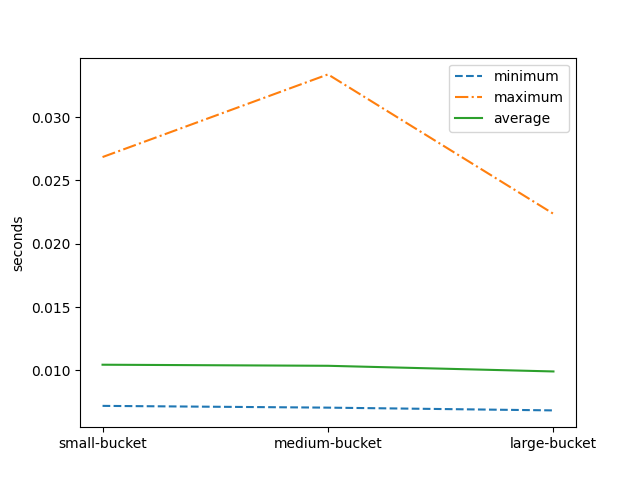 minimum
maximum
average
0.030
0.025
0.020
0.015
0.010
seconds
small-bucket
medium-bucket
large-bucket